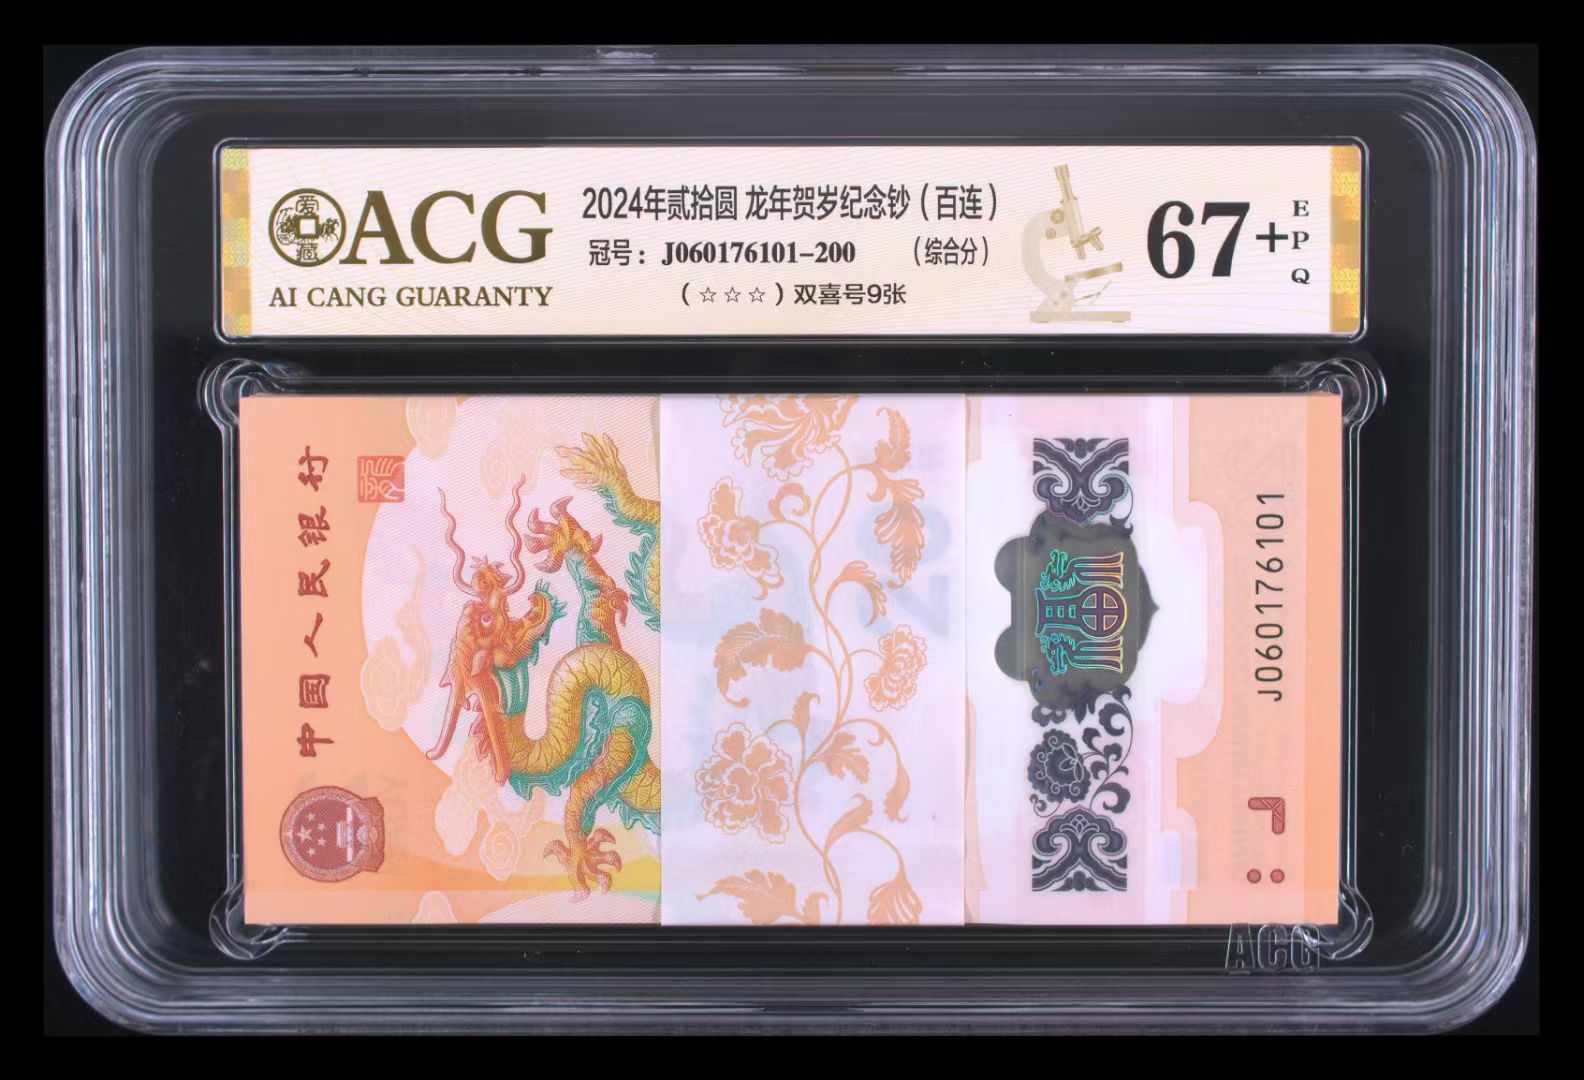 ACG
AI CANG GUARANTY
2024年贰拾圆 龙年贺岁纪念钞（百连）
冠号：J060176101-200 （综合分）
（☆☆☆）双喜号9张
67+
EPQ
中国人民银行
J060176101
ACG